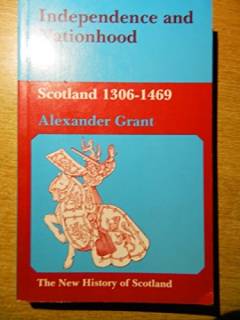 Independence and
Nationhood
Scotland 1306-1469
Alexander Grant
The New History of Scotland